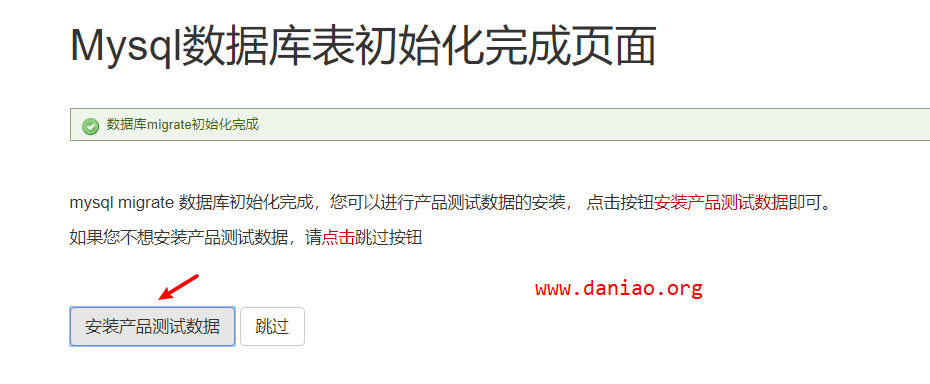 Mysql数据库表初始化完成页面
数据库migrate初始化完成
mysql migrate 数据库初始化完成，您可以进行产品测试数据的安装， 点击按钮安装产品测试数据即可。
如果您不想安装产品测试数据，请点击跳过按钮
www.daniao.org
安装产品测试数据 跳过